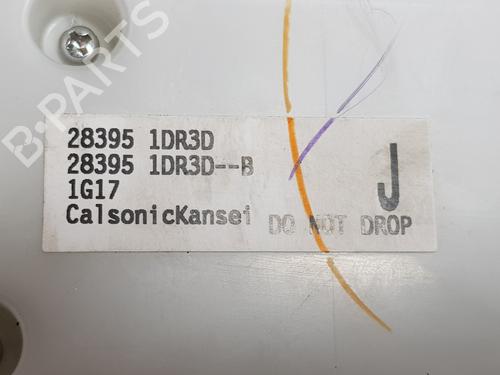 B-PARTS
28395 1DR3D
28395 1DR3D--B
1G17
CalsonicKansei DO NOT DROP
J